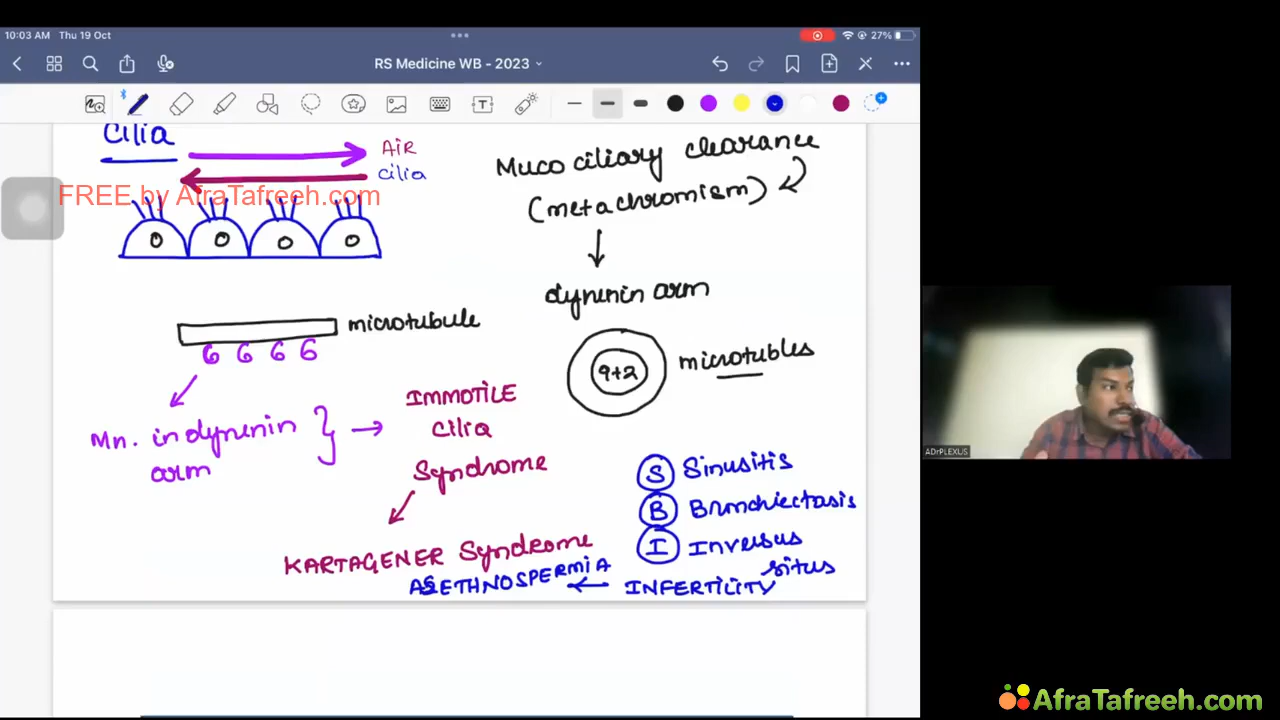 10:03 AM Thu 19 Oct
27%
RS Medicine WB - 2023
Cilia
AIR
cilia
FREE by AfraTafreeh.com
Muco ciliary clearance
(metachromism)
dynenin arm
microtubule
6 6 6 6
9+2
microtubles
Mn. in dynenin
arm
IMMOTILE
cilia
Syndrome
KARTAGENER Syndrome
S Sinusitis
B Bronchiectasis
I Inversus
situs
INFERTILITY
ASETHNOSPERMIA
ADrPLEXUS
AfraTafreeh.com